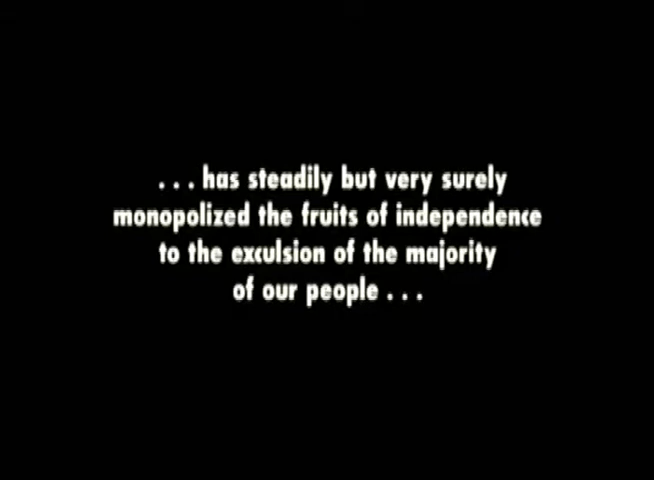 . . . has steadily but very surely
monopolized the fruits of independence
to the exculsion of the majority
of our people . . .